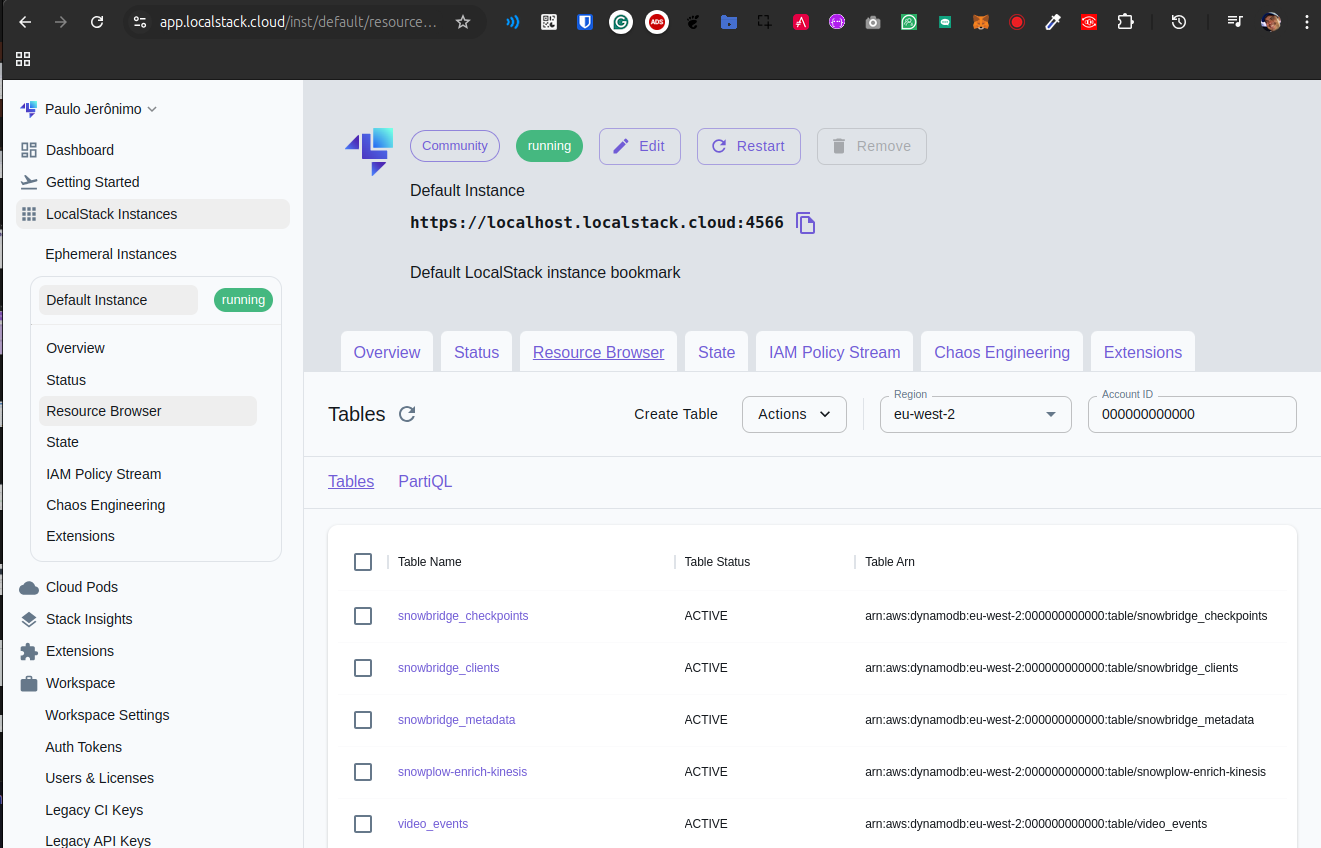 app.localstack.cloud/inst/default/resource…
ADS
Paulo Jerônimo
Dashboard
Getting Started
LocalStack Instances
Ephemeral Instances
Default Instance running
Overview
Status
Resource Browser
State
IAM Policy Stream
Chaos Engineering
Extensions
Cloud Pods
Stack Insights
Extensions
Workspace
Workspace Settings
Auth Tokens
Users & Licenses
Legacy CI Keys
Legacy API Keys
Community running Edit Restart Remove
Default Instance
https://localhost.localstack.cloud:4566
Default LocalStack instance bookmark
Overview Status Resource Browser State IAM Policy Stream Chaos Engineering Extensions
Tables Create Table Actions Region eu-west-2 Account ID 000000000000
Tables PartiQL
Table Name Table Status Table Arn
snowbridge_checkpoints ACTIVE arn:aws:dynamodb:eu-west-2:000000000000:table/snowbridge_checkpoints
snowbridge_clients ACTIVE arn:aws:dynamodb:eu-west-2:000000000000:table/snowbridge_clients
snowbridge_metadata ACTIVE arn:aws:dynamodb:eu-west-2:000000000000:table/snowbridge_metadata
snowplow-enrich-kinesis ACTIVE arn:aws:dynamodb:eu-west-2:000000000000:table/snowplow-enrich-kinesis
video_events ACTIVE arn:aws:dynamodb:eu-west-2:000000000000:table/video_events